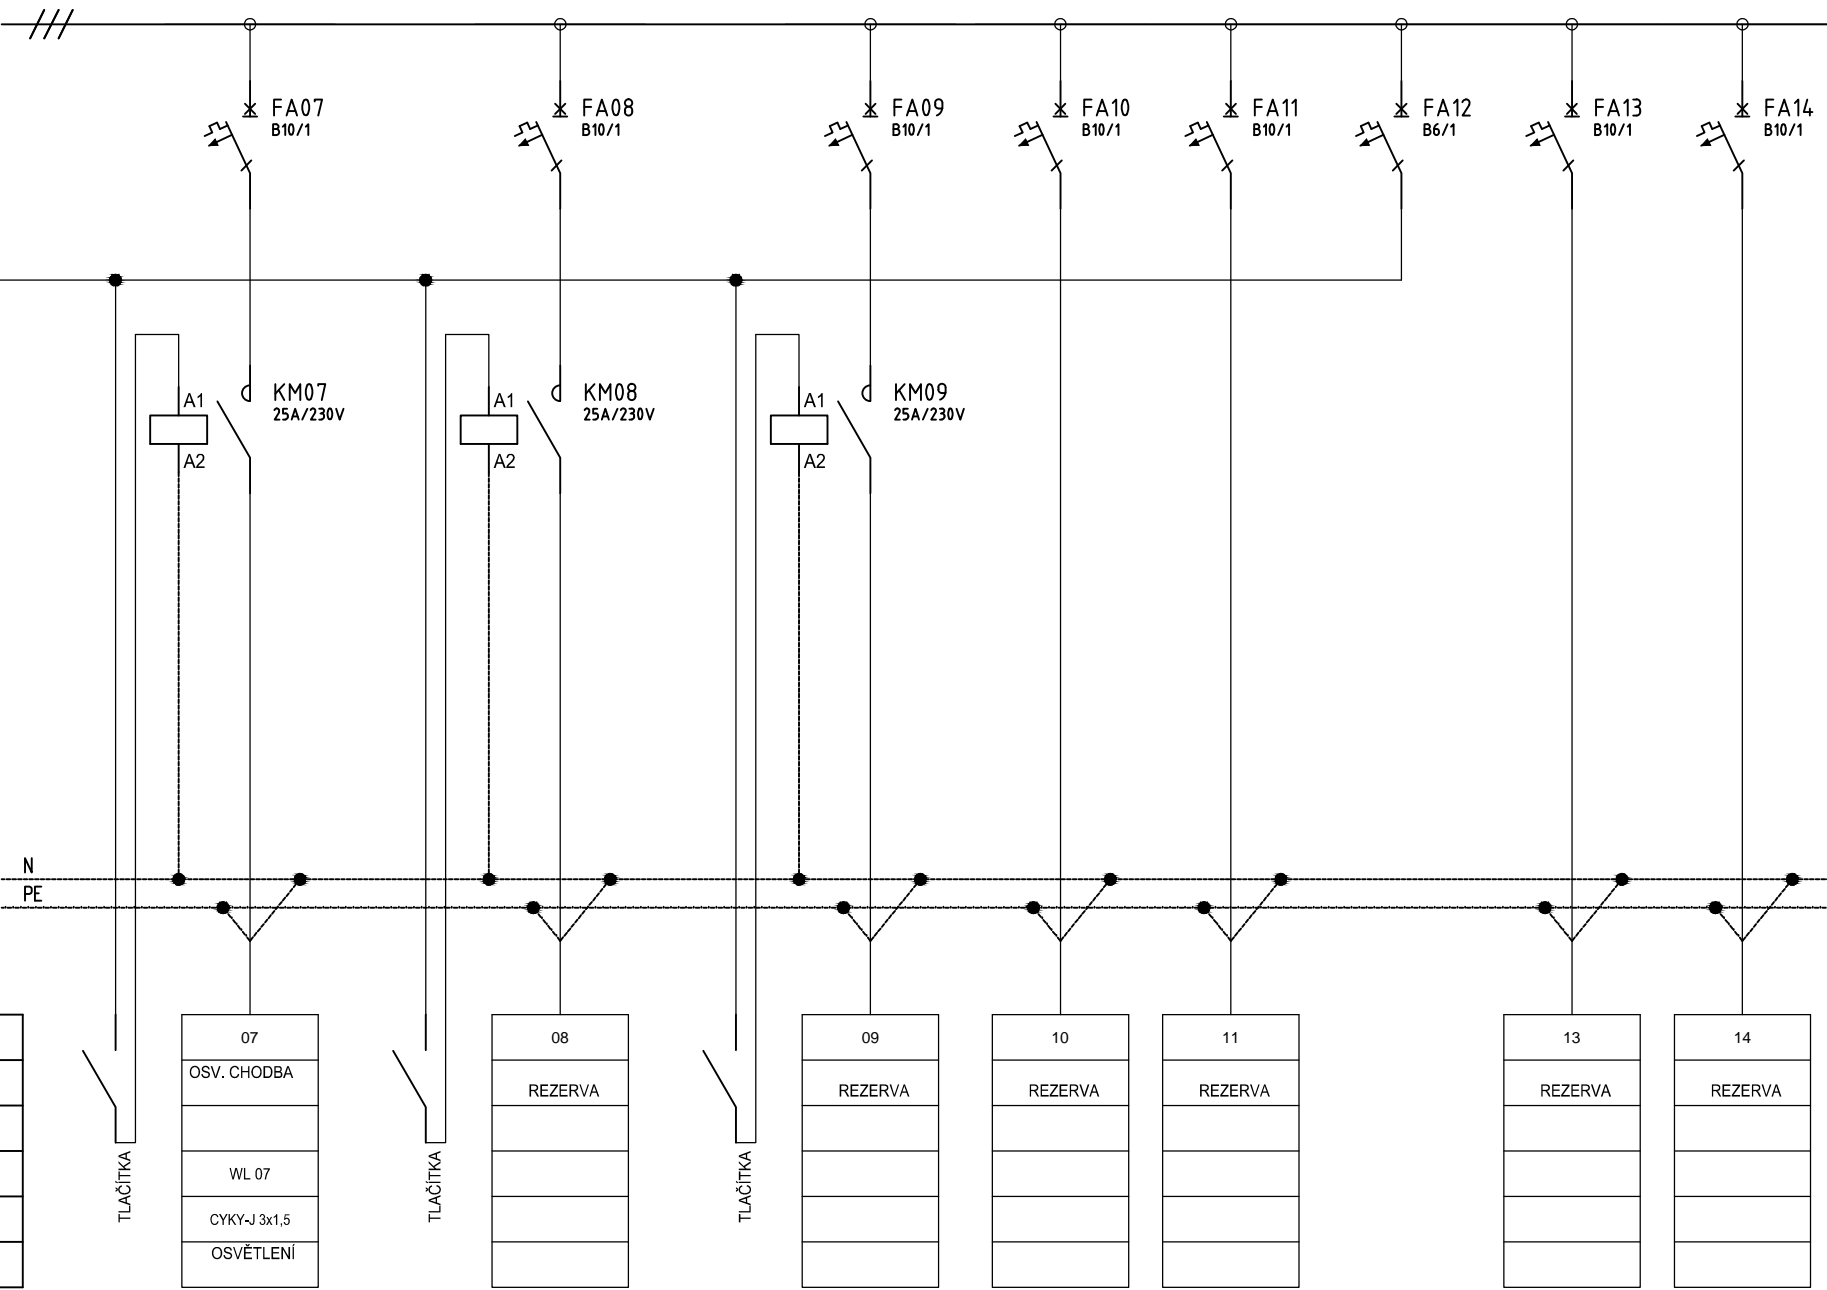 FA07
B10/1
FA08
B10/1
FA09
B10/1
FA10
B10/1
FA11
B10/1
FA12
B6/1
FA13
B10/1
FA14
B10/1
A1
A2
KM07
25A/230V
A1
A2
KM08
25A/230V
A1
A2
KM09
25A/230V
N
PE
TLAČÍTKA
07
OSV. CHODBA
WL 07
CYKY-J 3x1,5
OSVĚTLENÍ
TLAČÍTKA
08
REZERVA
TLAČÍTKA
09
REZERVA
10
REZERVA
11
REZERVA
13
REZERVA
14
REZERVA